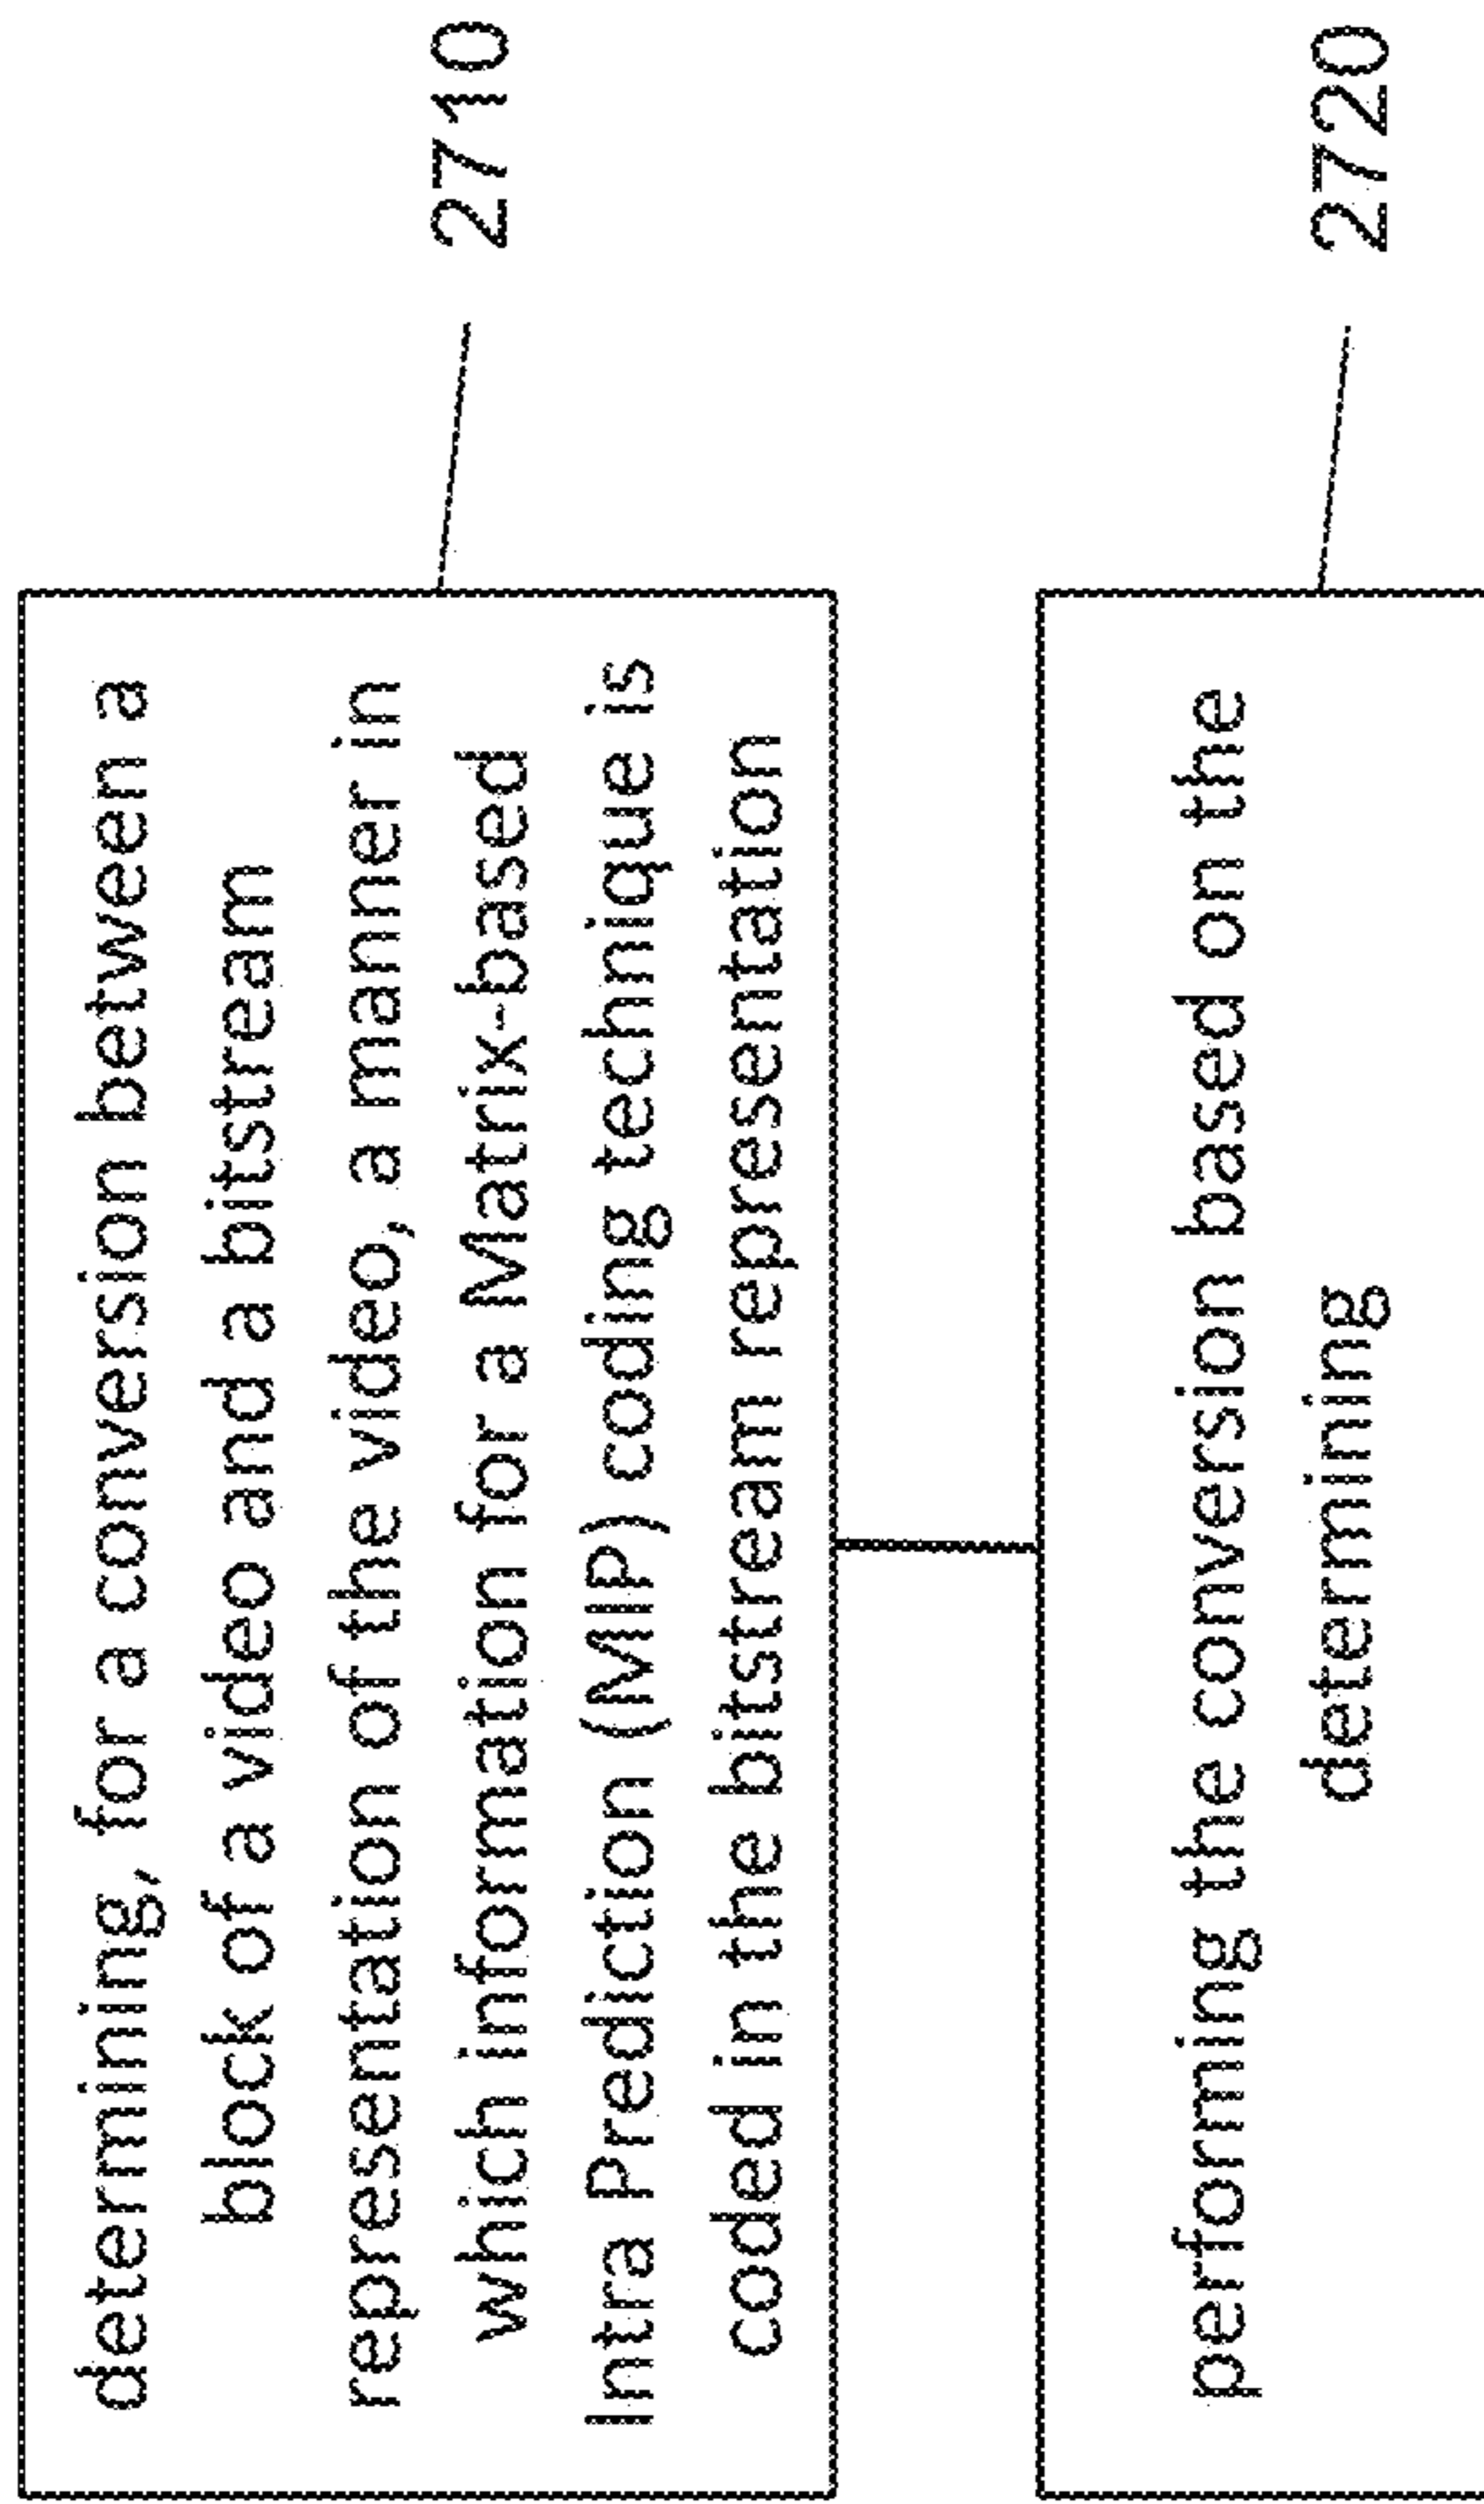 determining, for a conversion between a
block of a video and a bitstream
representation of the video, a manner in
which information for a Matrix-based
Intra Prediction (MIP) coding technique is
coded in the bitstream representation
2710
performing the conversion based on the
determining
2720